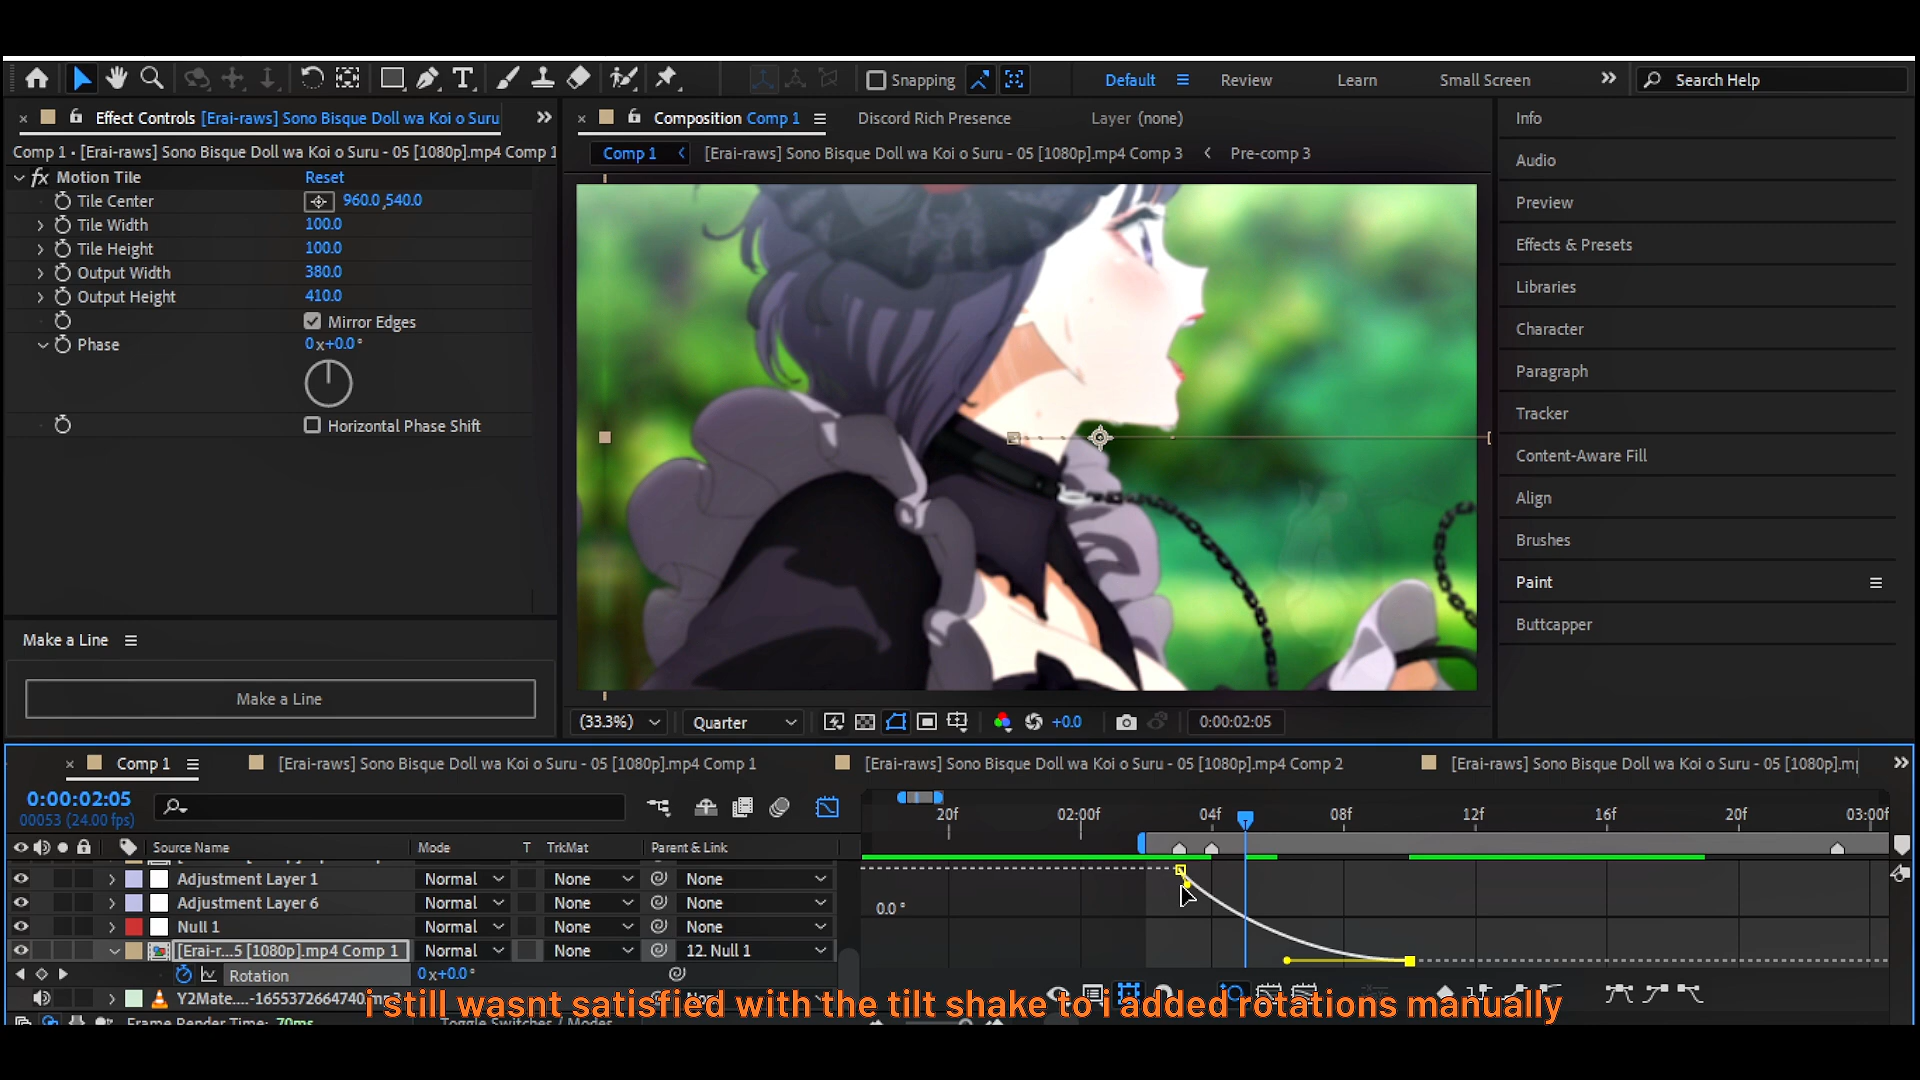 Snapping
Default
Review
Learn
Small Screen
Search Help
Effect Controls [Erai-raws] Sono Bisque Doll wa Koi o Suru
Composition Comp 1
Discord Rich Presence
Layer (none)
Info
Comp 1 • [Erai-raws] Sono Bisque Doll wa Koi o Suru - 05 [1080p].mp4 Comp 1
Comp 1
[Erai-raws] Sono Bisque Doll wa Koi o Suru - 05 [1080p].mp4 Comp 3
Pre-comp 3
Audio
fx Motion Tile Reset
Tile Center 960.0,540.0
Preview
Tile Width 100.0
Tile Height 100.0
Effects & Presets
Output Width 380.0
Output Height 410.0
Libraries
Mirror Edges
Character
Phase 0x+0.0°
Paragraph
Tracker
Horizontal Phase Shift
Content-Aware Fill
Align
Brushes
Paint
Buttcapper
Make a Line
Make a Line
(33.3%)
Quarter
+0.0
0:00:02:05
Comp 1
[Erai-raws] Sono Bisque Doll wa Koi o Suru - 05 [1080p].mp4 Comp 1
[Erai-raws] Sono Bisque Doll wa Koi o Suru - 05 [1080p].mp4 Comp 2
[Erai-raws] Sono Bisque Doll wa Koi o Suru - 05 [1080p].m
0:00:02:05
00053 (24.00 fps)
20f 02:00f 04f 08f 12f 16f 20f 03:00f
Source Name Mode T TrkMat Parent & Link
Adjustment Layer 1 Normal None None
Adjustment Layer 6 Normal None None
0.0°
Null 1 Normal None None
[Erai-r...5 [1080p].mp4 Comp 1 Normal None 12. Null 1
Rotation 0x+0.0°
Y2Mate....-1655372664740.mp3
i still wasnt satisfied with the tilt shake to i added rotations manually
Frame Render Time: 70ms
Toggle Switches / Modes